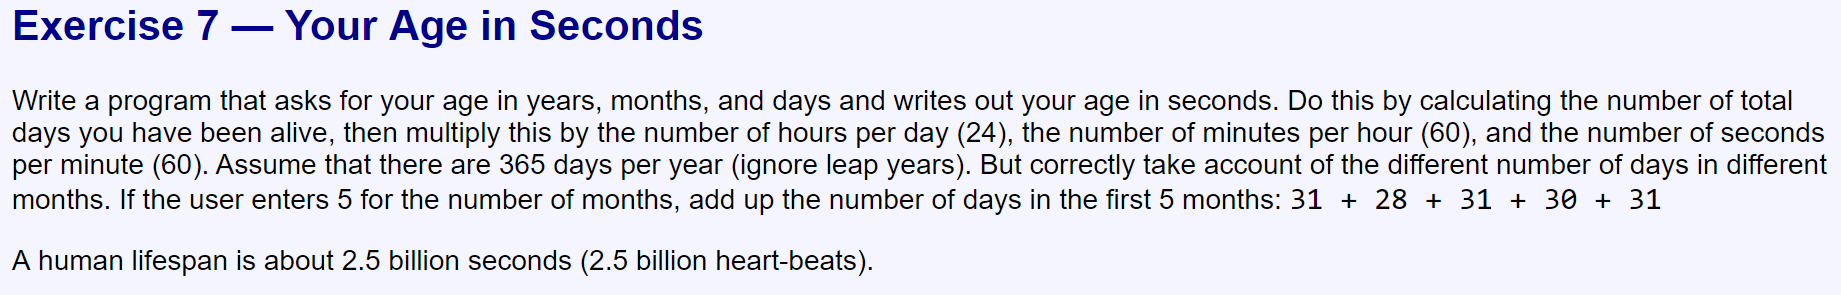 Exercise 7 — Your Age in Seconds
Write a program that asks for your age in years, months, and days and writes out your age in seconds. Do this by calculating the number of total
days you have been alive, then multiply this by the number of hours per day (24), the number of minutes per hour (60), and the number of seconds
per minute (60). Assume that there are 365 days per year (ignore leap years). But correctly take account of the different number of days in different
months. If the user enters 5 for the number of months, add up the number of days in the first 5 months: 31 + 28 + 31 + 30 + 31
A human lifespan is about 2.5 billion seconds (2.5 billion heart-beats).